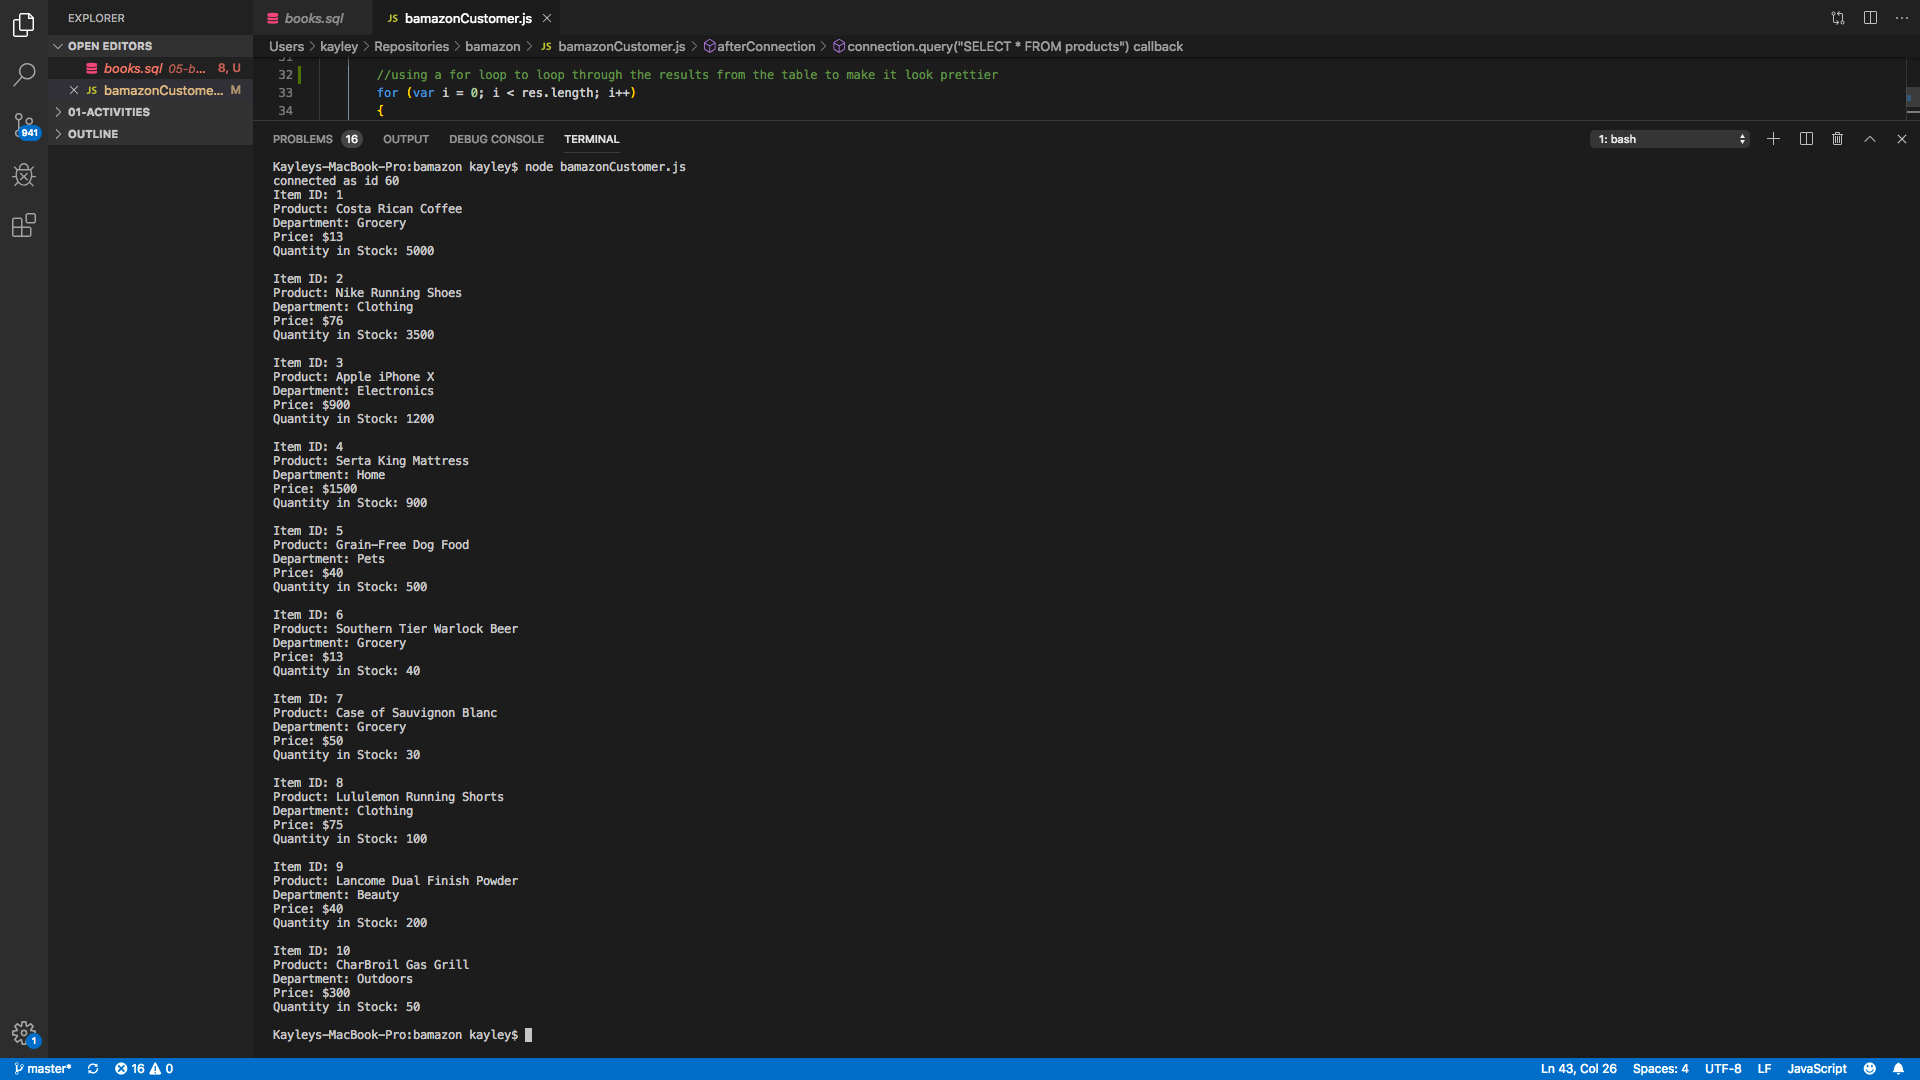 EXPLORER
OPEN EDITORS
books.sql 05-b... 8, U
JS bamazonCustome... M
01-ACTIVITIES
OUTLINE
941
1
books.sql
JS bamazonCustomer.js
Users > kayley > Repositories > bamazon > JS bamazonCustomer.js > afterConnection > connection.query("SELECT * FROM products") callback
32 //using a for loop to loop through the results from the table to make it look prettier
33 for (var i = 0; i < res.length; i++)
34 {
PROBLEMS 16 OUTPUT DEBUG CONSOLE TERMINAL 1: bash
Kayleys-MacBook-Pro:bamazon kayley$ node bamazonCustomer.js
connected as id 60
Item ID: 1
Product: Costa Rican Coffee
Department: Grocery
Price: $13
Quantity in Stock: 5000
Item ID: 2
Product: Nike Running Shoes
Department: Clothing
Price: $76
Quantity in Stock: 3500
Item ID: 3
Product: Apple iPhone X
Department: Electronics
Price: $900
Quantity in Stock: 1200
Item ID: 4
Product: Serta King Mattress
Department: Home
Price: $1500
Quantity in Stock: 900
Item ID: 5
Product: Grain-Free Dog Food
Department: Pets
Price: $40
Quantity in Stock: 500
Item ID: 6
Product: Southern Tier Warlock Beer
Department: Grocery
Price: $13
Quantity in Stock: 40
Item ID: 7
Product: Case of Sauvignon Blanc
Department: Grocery
Price: $50
Quantity in Stock: 30
Item ID: 8
Product: Lululemon Running Shorts
Department: Clothing
Price: $75
Quantity in Stock: 100
Item ID: 9
Product: Lancome Dual Finish Powder
Department: Beauty
Price: $40
Quantity in Stock: 200
Item ID: 10
Product: CharBroil Gas Grill
Department: Outdoors
Price: $300
Quantity in Stock: 50
Kayleys-MacBook-Pro:bamazon kayley$
master* 16 0 Ln 43, Col 26 Spaces: 4 UTF-8 LF JavaScript